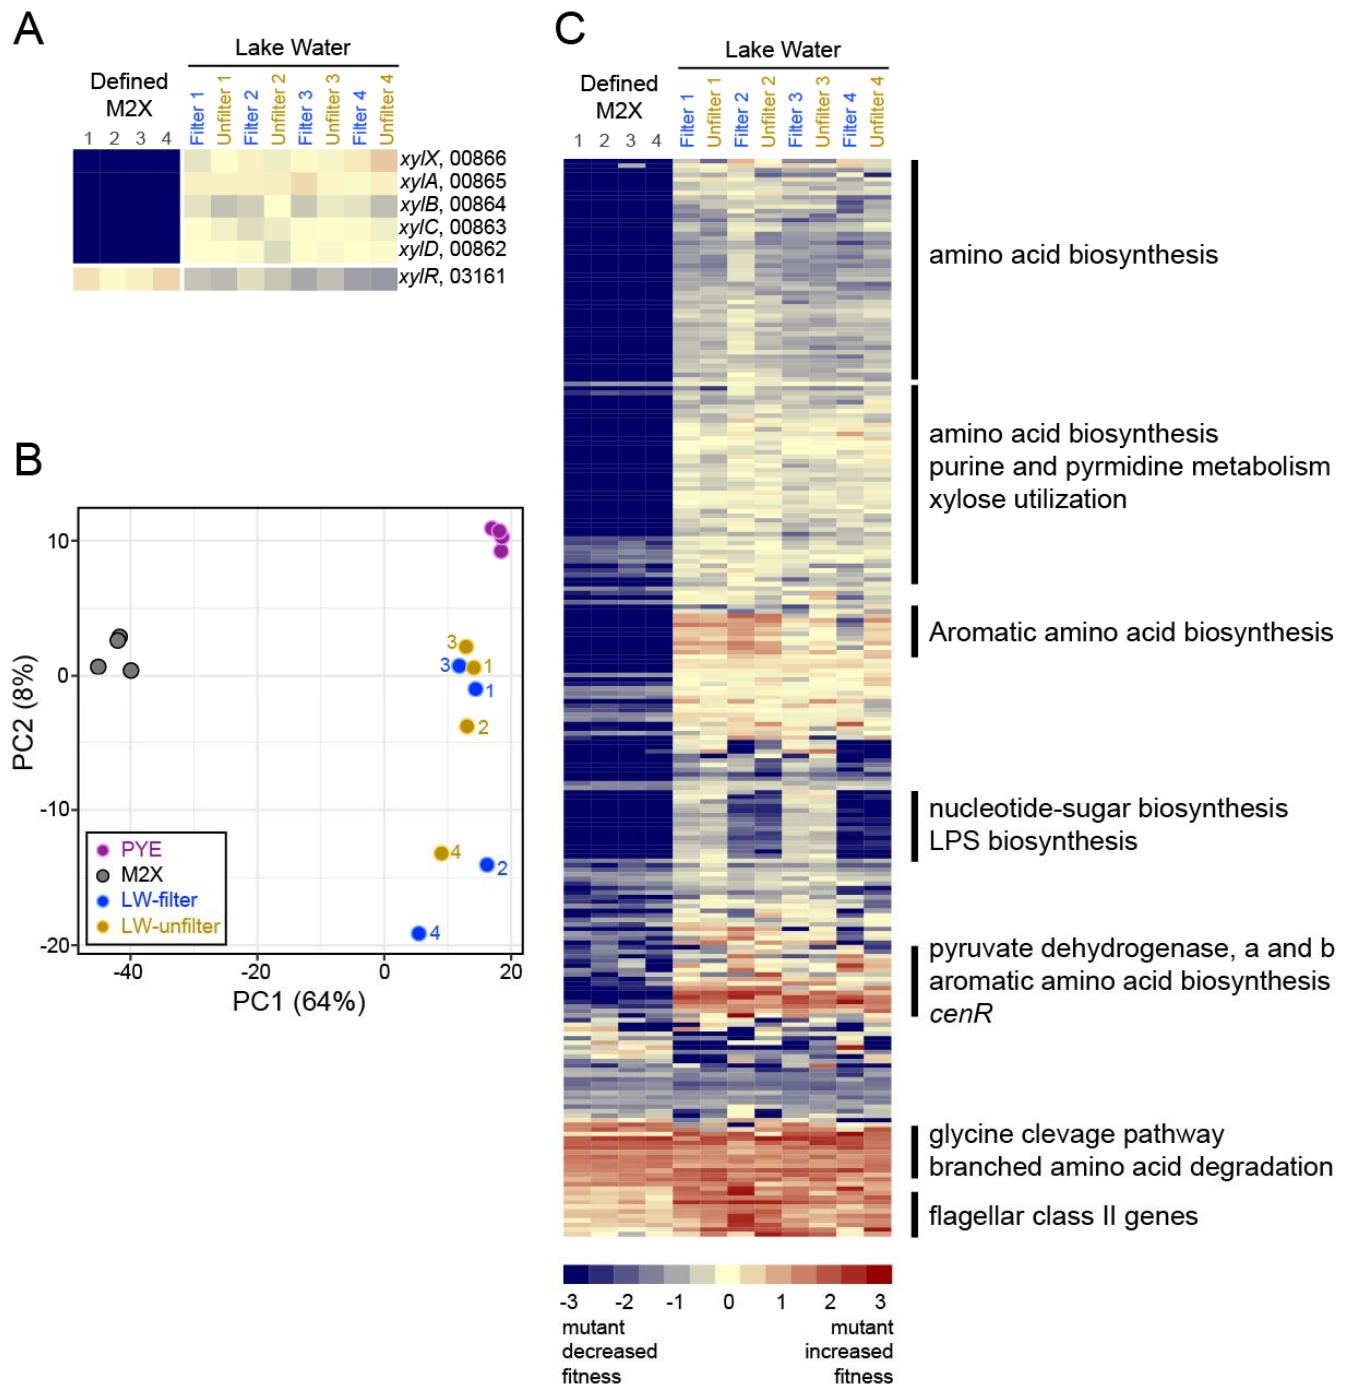 A
Lake Water
Defined
M2X
1 2 3 4
Filter 1
Unfilter 1
Filter 2
Unfilter 2
Filter 3
Unfilter 3
Filter 4
Unfilter 4
xylX, 00866
xylA, 00865
xylB, 00864
xylC, 00863
xylD, 00862
xylR, 03161
B
PC2 (8%)
10
0
-10
-20
3
3
1
1
2
4
2
4
PYE
M2X
LW-filter
LW-unfilter
-40 -20 0 20
PC1 (64%)
C
Lake Water
Defined
M2X
1 2 3 4
Filter 1
Unfilter 1
Filter 2
Unfilter 2
Filter 3
Unfilter 3
Filter 4
Unfilter 4
amino acid biosynthesis
amino acid biosynthesis
purine and pyrmidine metabolism
xylose utilization
Aromatic amino acid biosynthesis
nucleotide-sugar biosynthesis
LPS biosynthesis
pyruvate dehydrogenase, a and b
aromatic amino acid biosynthesis
cenR
glycine clevage pathway
branched amino acid degradation
flagellar class II genes
-3 -2 -1 0 1 2 3
mutant
decreased
fitness
mutant
increased
fitness